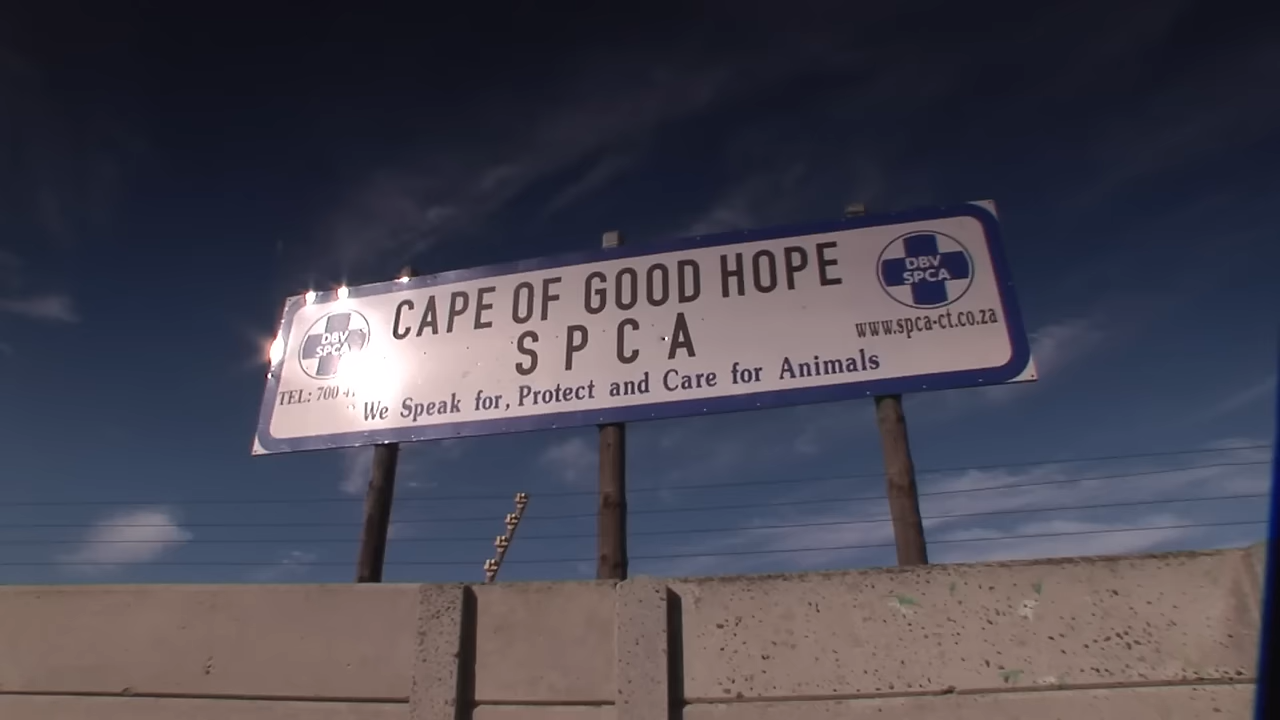 CAPE OF GOOD HOPE
SPCA
We Speak for, Protect and Care for Animals
DBV
SPCA
TEL: 700
DBV
SPCA
www.spca-ct.co.za